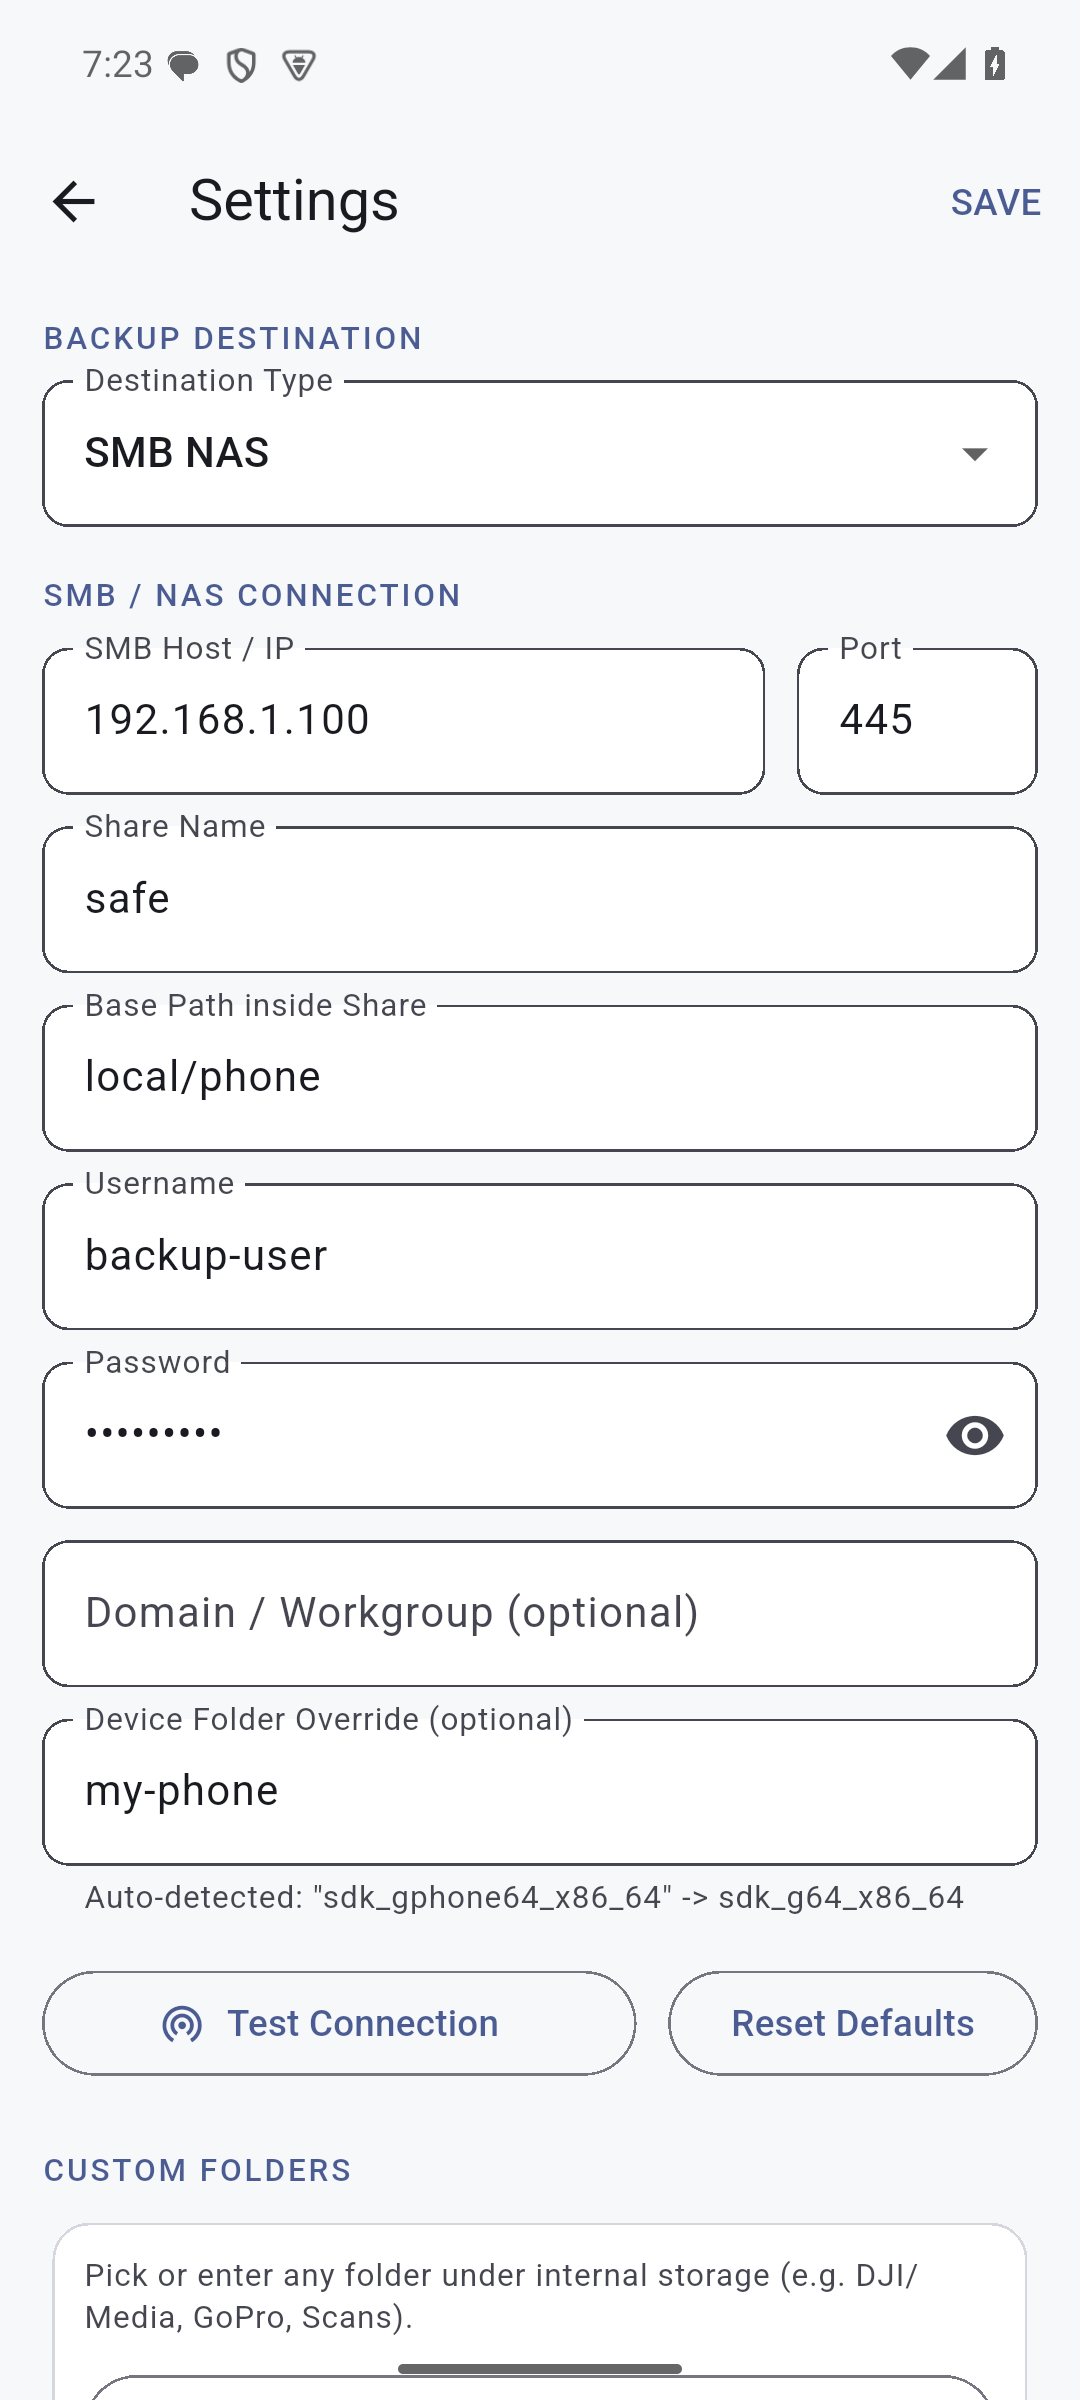 7:23
Settings
SAVE
BACKUP DESTINATION
Destination Type
SMB NAS
SMB / NAS CONNECTION
SMB Host / IP
Port
192.168.1.100
445
Share Name
safe
Base Path inside Share
local/phone
Username
backup-user
Password
•••••••••
Domain / Workgroup (optional)
Device Folder Override (optional)
my-phone
Auto-detected: "sdk_gphone64_x86_64" -> sdk_g64_x86_64
Test Connection
Reset Defaults
CUSTOM FOLDERS
Pick or enter any folder under internal storage (e.g. DJI/
Media, GoPro, Scans).